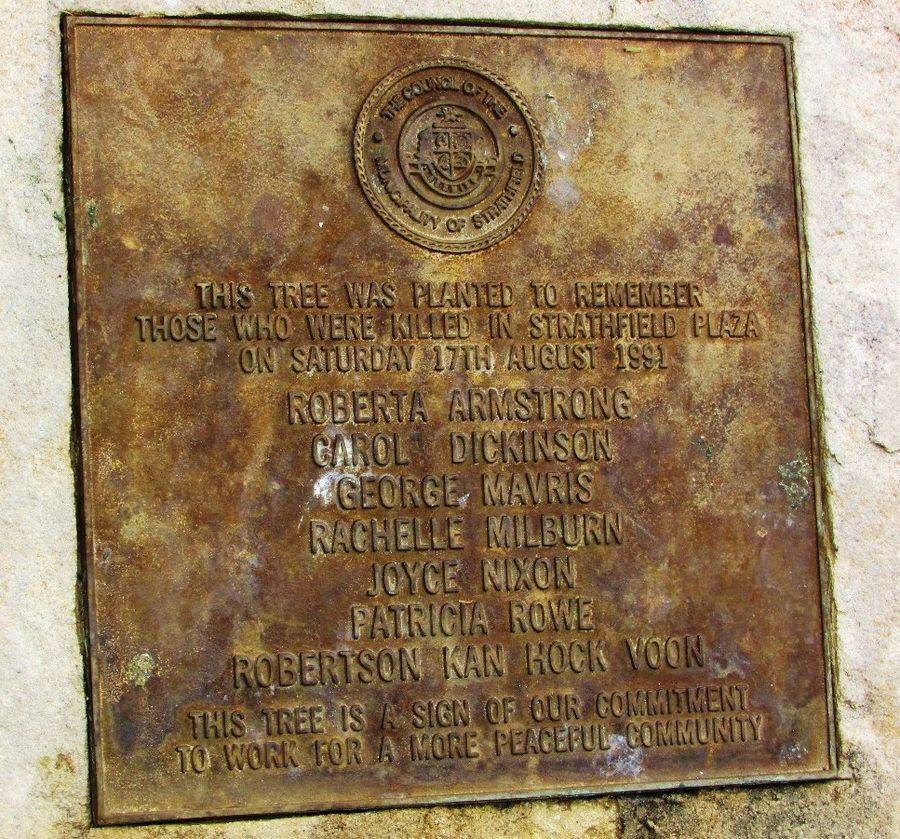 THE COUNCIL OF THE
MUNICIPALITY OF STRATHFIELD
THIS TREE WAS PLANTED TO REMEMBER
THOSE WHO WERE KILLED IN STRATHFIELD PLAZA
ON SATURDAY 17TH AUGUST 1991
ROBERTA ARMSTRONG
CAROL DICKINSON
GEORGE MAVRIS
RACHELLE MILBURN
JOYCE NIXON
PATRICIA ROWE
ROBERTSON KAN HOCK VOON
THIS TREE IS A SIGN OF OUR COMMITMENT
TO WORK FOR A MORE PEACEFUL COMMUNITY